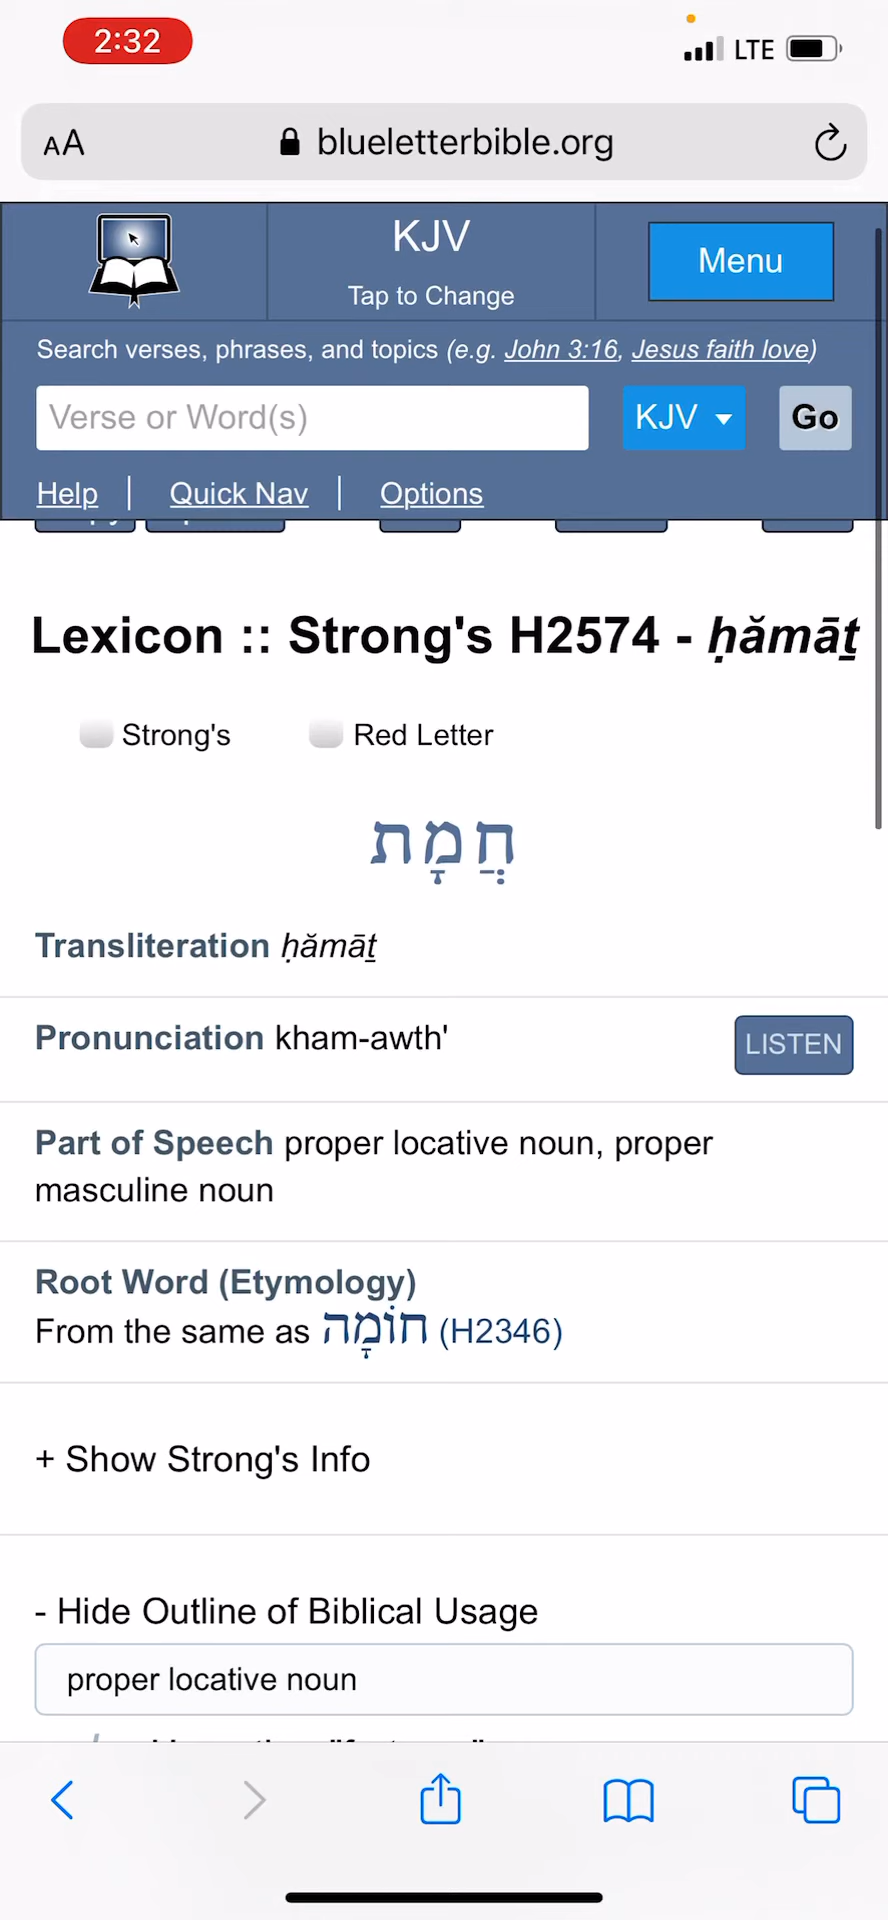 2:32
LTE
AA
blueletterbible.org
KJV
Tap to Change
Menu
Search verses, phrases, and topics (e.g. John 3:16, Jesus faith love)
Verse or Word(s)
KJV
Go
Help | Quick Nav | Options
Lexicon :: Strong's H2574 - ḥămāṯ
Strong's
Red Letter
חֲמָת
Transliteration ḥămāṯ
Pronunciation kham-awth'
LISTEN
Part of Speech proper locative noun, proper
masculine noun
Root Word (Etymology)
From the same as חוֹמָה (H2346)
+ Show Strong's Info
- Hide Outline of Biblical Usage
proper locative noun